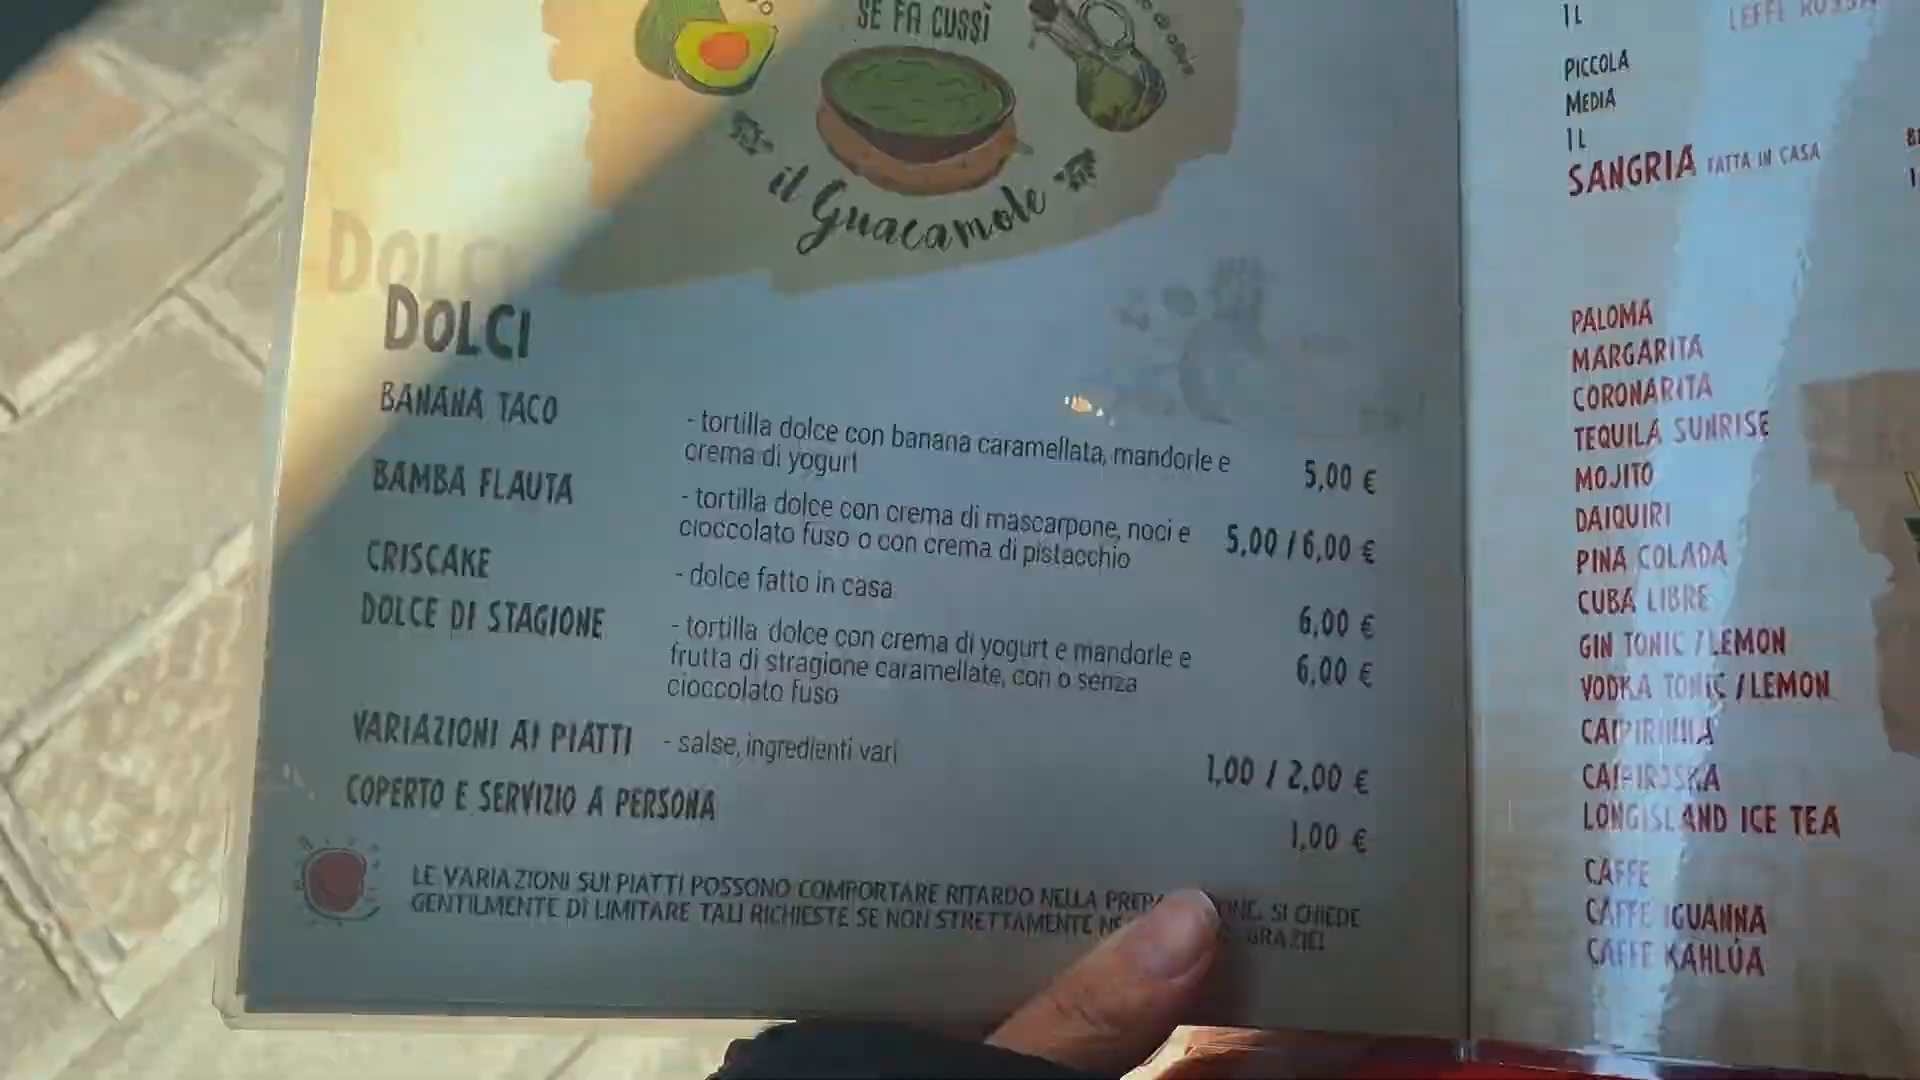 SE FA CUSSÌ
il Guacamole
DOLCI
DOLCI
BANANA TACO
- tortilla dolce con banana caramellata, mandorle e
crema di yogurt
5,00 €
BAMBA FLAUTA
- tortilla dolce con crema di mascarpone, noci e
cioccolato fuso o con crema di pistacchio
5,00 / 6,00 €
CRISCAKE
- dolce fatto in casa
6,00 €
DOLCE DI STAGIONE
- tortilla dolce con crema di yogurt e mandorle e
frutta di stragione caramellate, con o senza
cioccolato fuso
6,00 €
VARIAZIONI AI PIATTI
- salse, ingredienti vari
1,00 / 2,00 €
COPERTO E SERVIZIO A PERSONA
1,00 €
LE VARIAZIONI SUI PIATTI POSSONO COMPORTARE RITARDO NELLA SI CHIEDE
GENTILMENTE DI LIMITARE TALI RICHIESTE SE NON STRETTAMENTE GRAZIE!
1L
LEFFE ROSSA
PICCOLA
MEDIA
1L
SANGRIA FATTA IN CASA
PALOMA
MARGARITA
CORONARITA
TEQUILA SUNRISE
MOJITO
DAIQUIRI
PINA COLADA
CUBA LIBRE
GIN TONIC / LEMON
VODKA TONIC / LEMON
CAIPIRINHA
CAIPIROSKA
LONGISLAND ICE TEA
CAFFE
CAFFE IGUANNA
CAFFE KAHLÚA